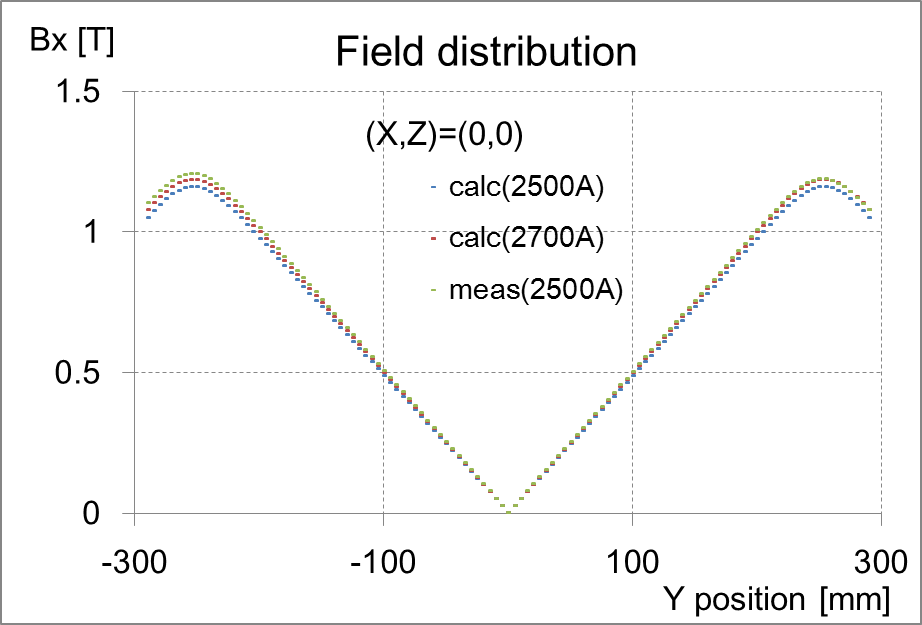 Bx [T]
Field distribution
1.5
(X,Z)=(0,0)
calc(2500A)
1
calc(2700A)
meas(2500A)
0.5
0
-300
-100
100
300
Y position [mm]